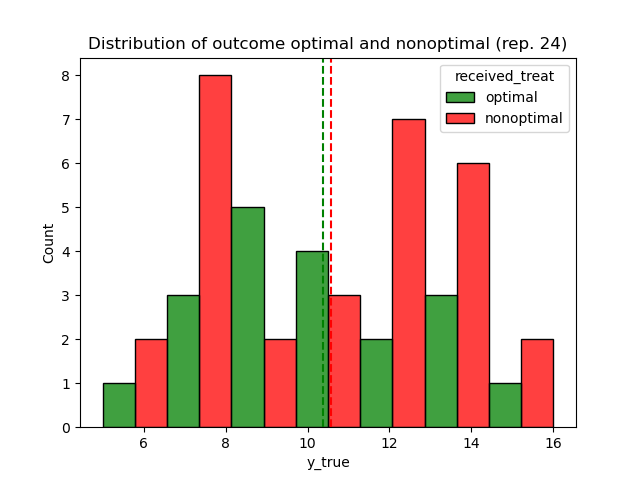 Distribution of outcome optimal and nonoptimal (rep. 24)
received_treat
optimal
nonoptimal
Count
8
7
6
5
4
3
2
1
0
6 8 10 12 14 16
y_true